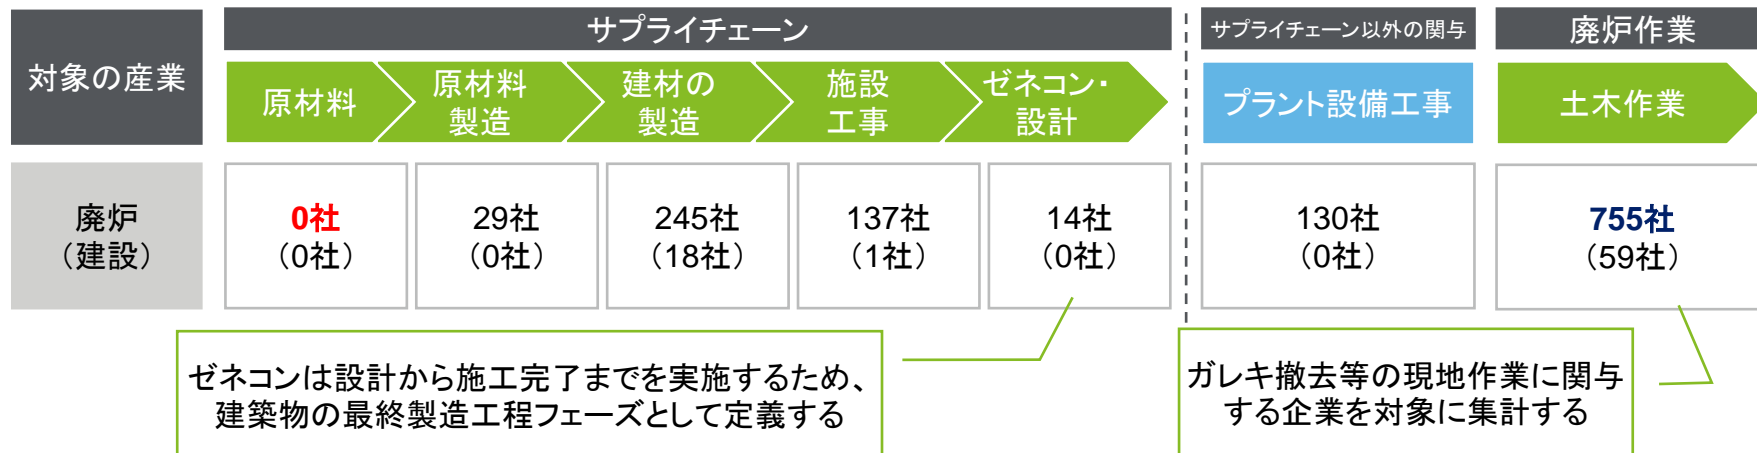 対象の産業
サプライチェーン
サプライチェーン以外の関与
廃炉作業
原材料
原材料
製造
建材の
製造
施設
工事
ゼネコン・
設計
プラント設備工事
土木作業
廃炉
（建設）
0社
（0社）
29社
（0社）
245社
（18社）
137社
（1社）
14社
（0社）
130社
（0社）
755社
（59社）
ゼネコンは設計から施工完了までを実施するため、
建築物の最終製造工程フェーズとして定義する
ガレキ撤去等の現地作業に関与
する企業を対象に集計する